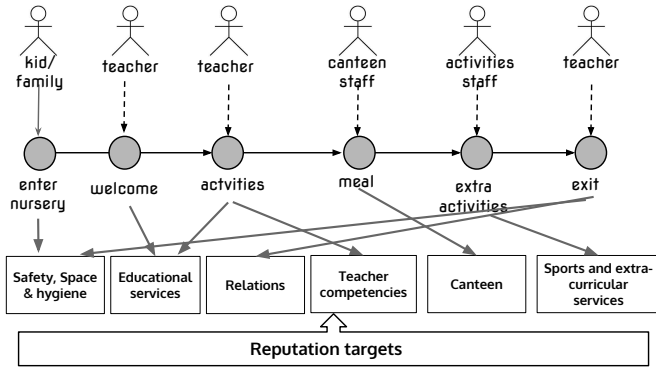 kid/
family
teacher
teacher
canteen
staff
activities
staff
teacher
enter
nursery
welcome
actvities
meal
extra
activities
exit
Safety, Space
& hygiene
Educational
services
Relations
Teacher
competencies
Canteen
Sports and extra-
curricular
services
Reputation targets